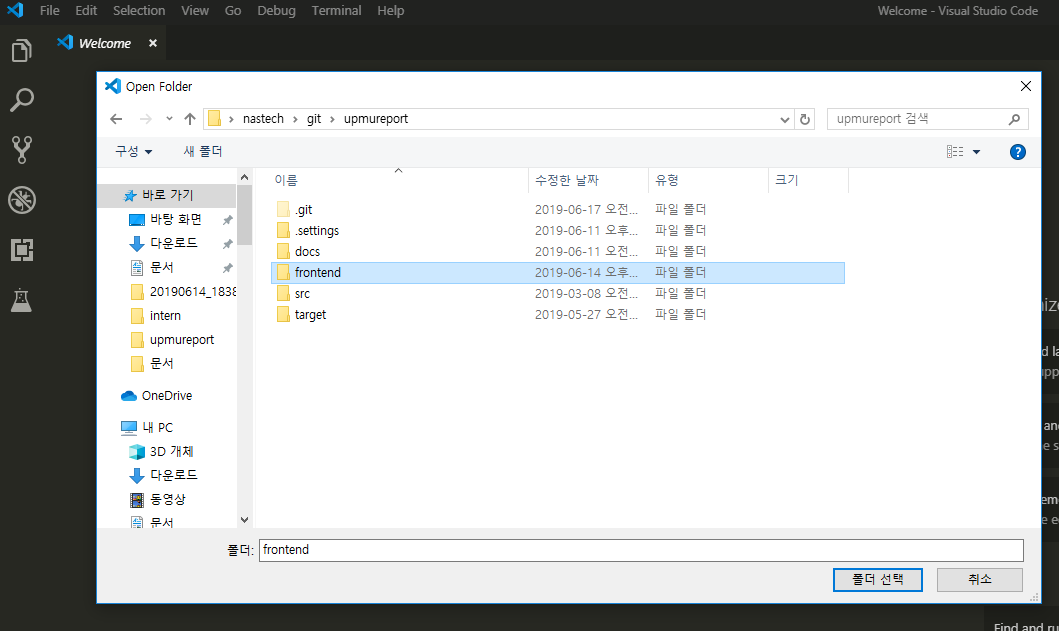 File Edit Selection View Go Debug Terminal Help Welcome - Visual Studio Code
Welcome ×
Open Folder
nastech › git › upmureport
upmureport 검색
구성 새 폴더
이름 수정한 날짜 유형 크기
.git 2019-06-17 오전... 파일 폴더
.settings 2019-06-11 오후... 파일 폴더
docs 2019-06-11 오전... 파일 폴더
frontend 2019-06-14 오후... 파일 폴더
src 2019-03-08 오전... 파일 폴더
target 2019-05-27 오전... 파일 폴더
바로 가기
바탕 화면
다운로드
문서
20190614_1838
intern
upmureport
문서
OneDrive
내 PC
3D 개체
다운로드
동영상
문서
폴더: frontend
폴더 선택 취소
Find and ru